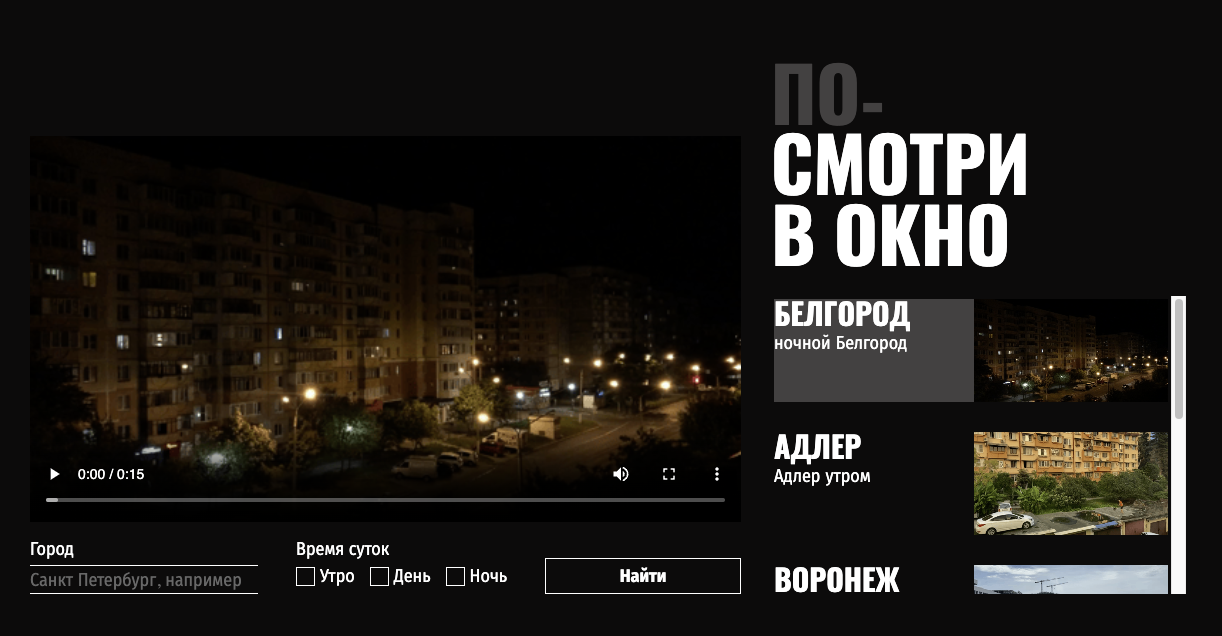 ПО-
СМОТРИ
В ОКНО
0:00 / 0:15
Город
Санкт Петербург, например
Время суток
Утро
День
Ночь
Найти
БЕЛГОРОД
ночной Белгород
АДЛЕР
Адлер утром
ВОРОНЕЖ